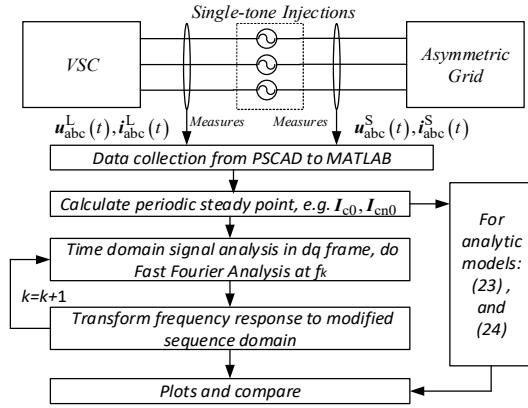 Single-tone Injections
VSC
Asymmetric
Grid
u^L_abc(t), i^L_abc(t)
Measures
Measures
u^S_abc(t), i^S_abc(t)
Data collection from PSCAD to MATLAB
Calculate periodic steady point, e.g. I_c0, I_cn0
For
analytic
models:
(23) ,
and
(24)
Time domain signal analysis in dq frame, do
Fast Fourier Analysis at f_k
k=k+1
Transform frequency response to modified
sequence domain
Plots and compare